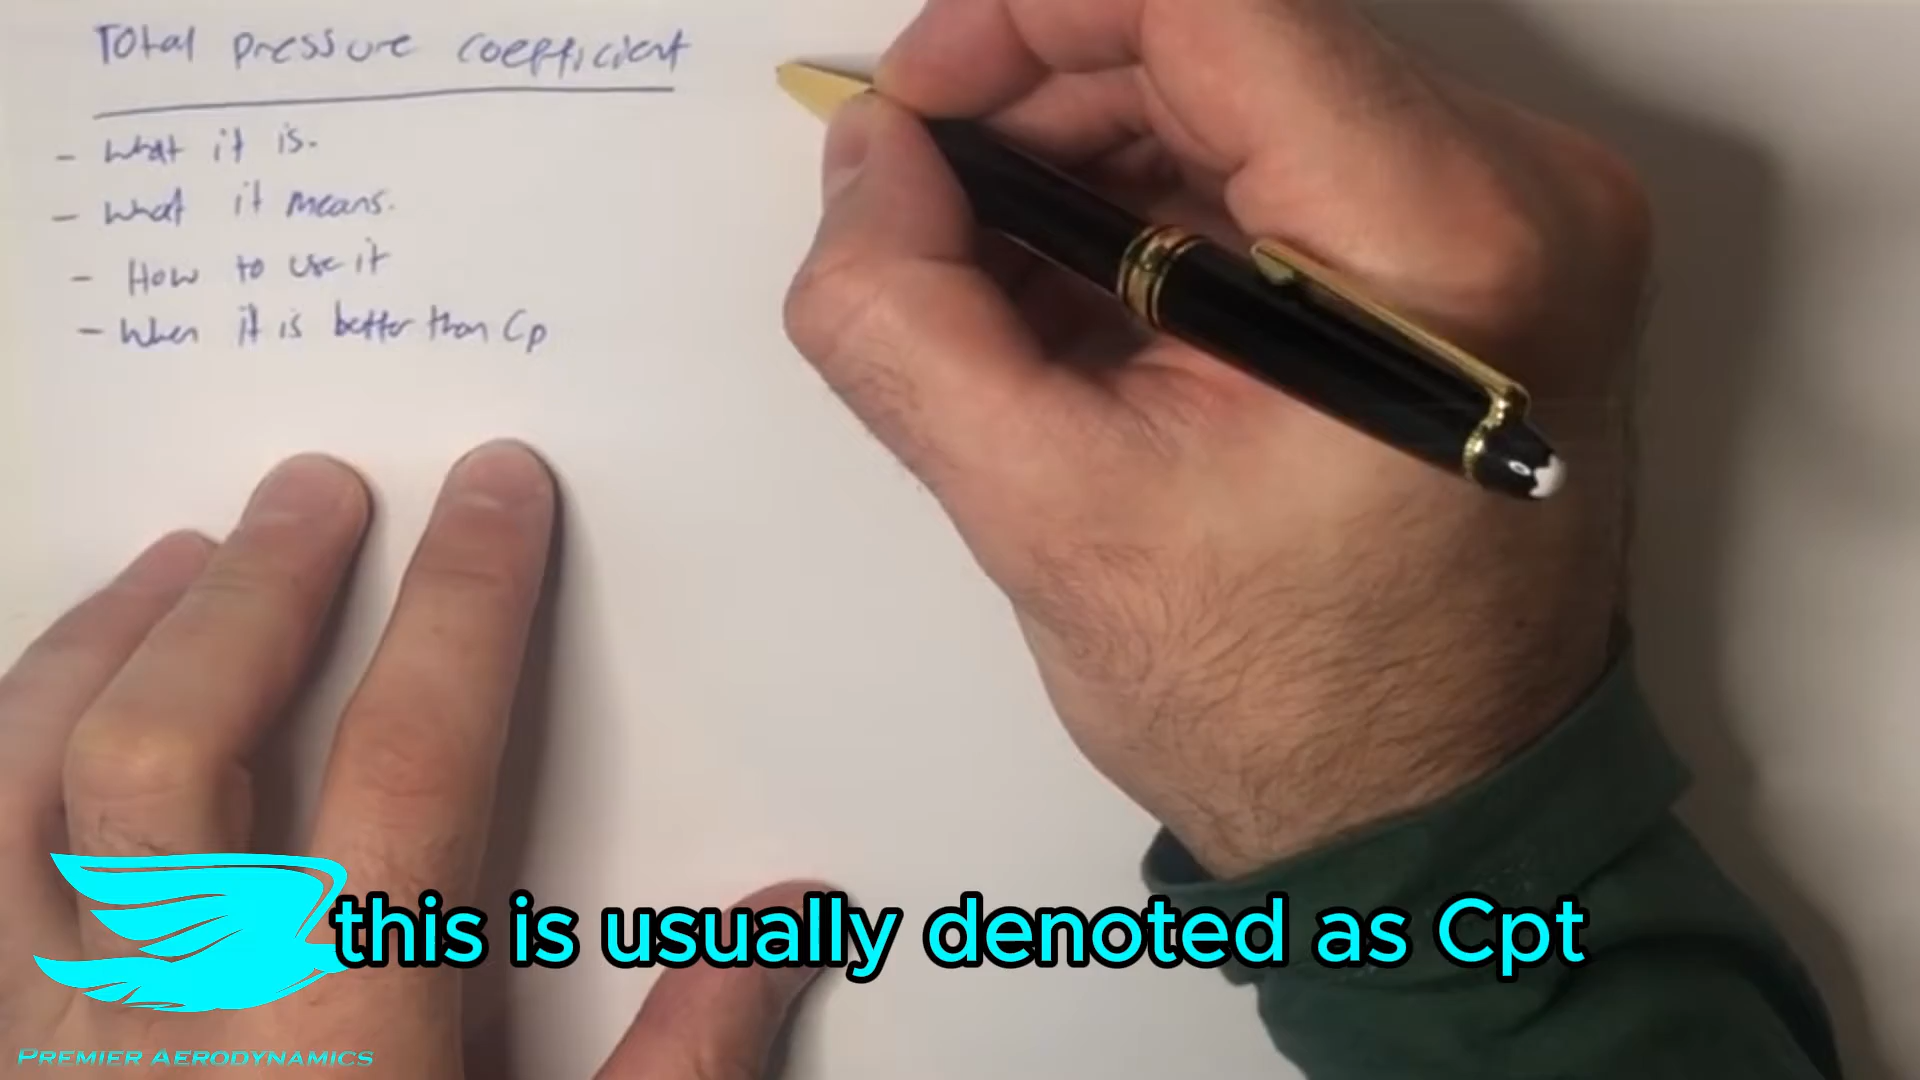 Total pressure coefficient
- What it is.
- What it means.
- How to use it
- When it is better than Cp
this is usually denoted as Cpt
PREMIER AERODYNAMICS